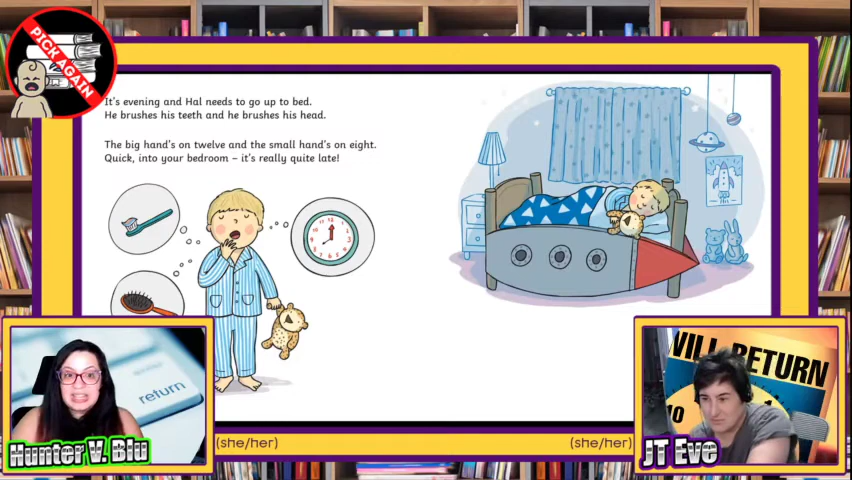 PICK AGAIN
It's evening and Hal needs to go up to bed.
He brushes his teeth and he brushes his head.
The big hand's on twelve and the small hand's on eight.
Quick, into your bedroom – it's really quite late!
return
WILL RETURN
10
Hunter V. Blu
(she/her)
(she/her)
JT Eve